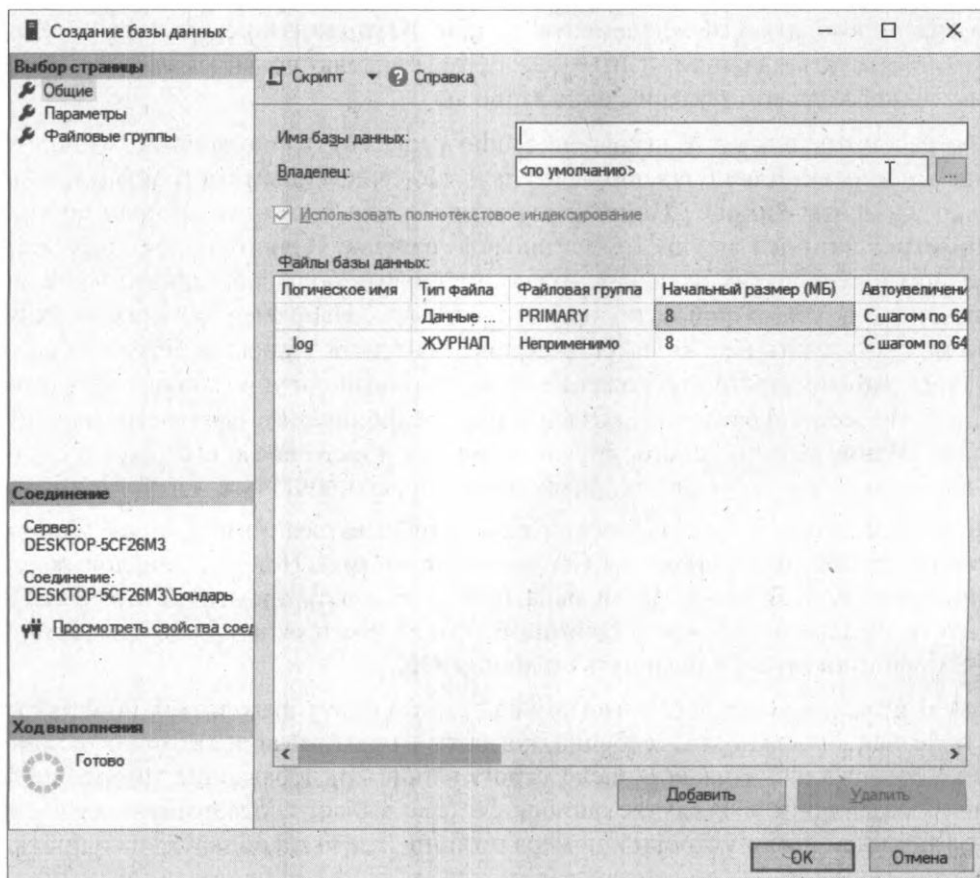 Создание базы данных
Выбор страницы
Общие
Параметры
Файловые группы
Скрипт
Справка
Имя базы данных:
Владелец:
<по умолчанию>
...
Использовать полнотекстовое индексирование
Файлы базы данных:
Логическое имя Тип файла Файловая группа Начальный размер (МБ) Автоувеличени
Данные ... PRIMARY 8 С шагом по 64
_log ЖУРНАЛ Неприменимо 8 С шагом по 64
Соединение
Сервер:
DESKTOP-5CF26M3
Соединение:
DESKTOP-5CF26M3\Бондарь
Просмотреть свойства соед
Ход выполнения
Готово
Добавить
Удалить
OK
Отмена